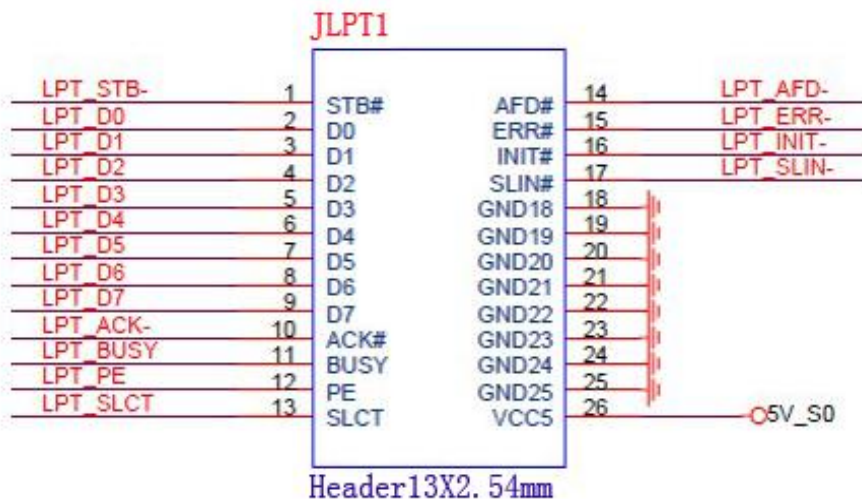 JLPT1
LPT_STB- 1 STB# AFD# 14 LPT_AFD-
LPT_D0 2 D0 ERR# 15 LPT_ERR-
LPT_D1 3 D1 INIT# 16 LPT_INIT-
LPT_D2 4 D2 SLIN# 17 LPT_SLIN-
LPT_D3 5 D3 GND18 18
LPT_D4 6 D4 GND19 19
LPT_D5 7 D5 GND20 20
LPT_D6 8 D6 GND21 21
LPT_D7 9 D7 GND22 22
LPT_ACK- 10 ACK# GND23 23
LPT_BUSY 11 BUSY GND24 24
LPT_PE 12 PE GND25 25
LPT_SLCT 13 SLCT VCC5 26 5V_S0
Header13X2.54mm